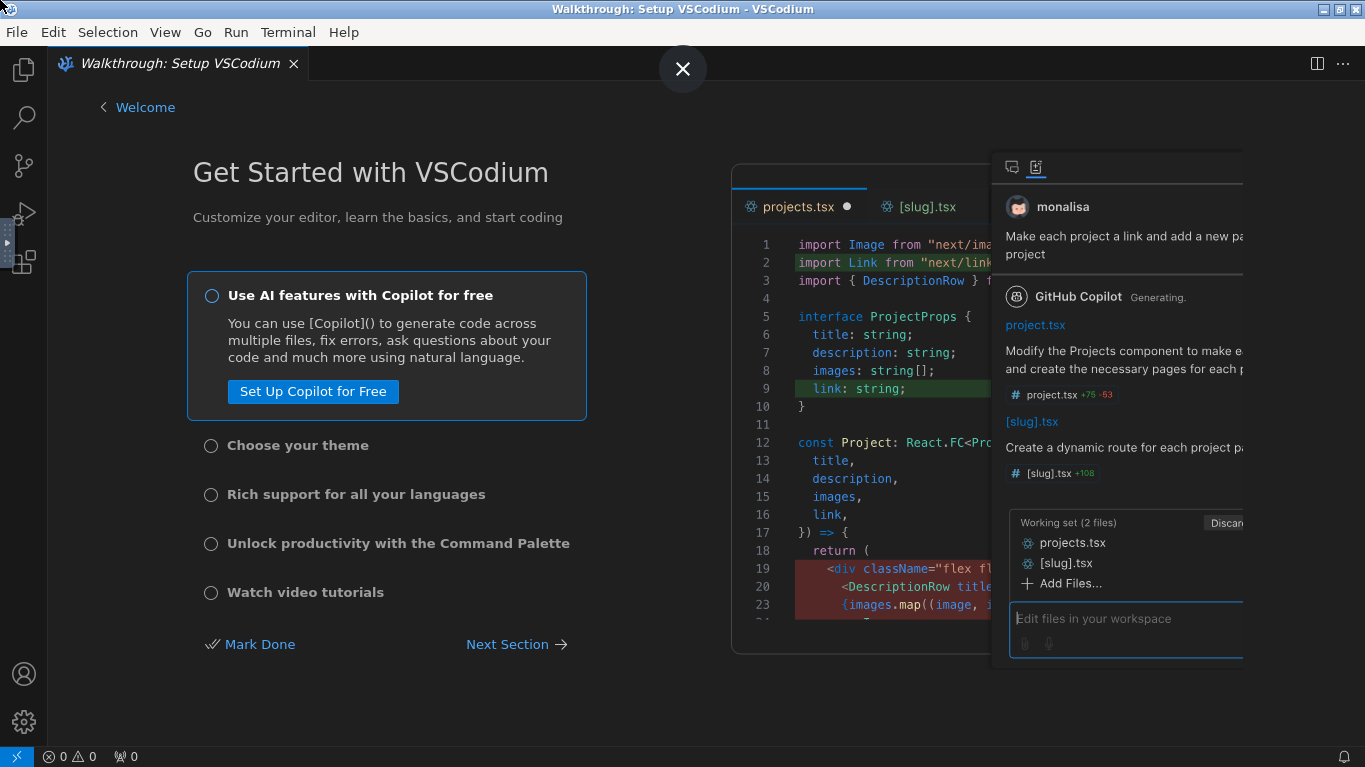 Walkthrough: Setup VSCodium - VSCodium
File Edit Selection View Go Run Terminal Help
Walkthrough: Setup VSCodium
Welcome
Get Started with VSCodium
Customize your editor, learn the basics, and start coding
Use AI features with Copilot for free
You can use [Copilot]() to generate code across
multiple files, fix errors, ask questions about your
code and much more using natural language.
Set Up Copilot for Free
Choose your theme
Rich support for all your languages
Unlock productivity with the Command Palette
Watch video tutorials
Mark Done Next Section
projects.tsx [slug].tsx
1 import Image from "next/ima
2 import Link from "next/link
3 import { DescriptionRow } f
4
5 interface ProjectProps {
6 title: string;
7 description: string;
8 images: string[];
9 link: string;
10 }
11
12 const Project: React.FC<Pro
13 title,
14 description,
15 images,
16 link,
17 }) => {
18 return (
19 <div className="flex fl
20 <DescriptionRow title
23 {images.map((image, i
monalisa
Make each project a link and add a new pa
project
GitHub Copilot Generating.
project.tsx
Modify the Projects component to make e
and create the necessary pages for each p
# project.tsx +75 -53
[slug].tsx
Create a dynamic route for each project pa
# [slug].tsx +108
Working set (2 files) Discard
projects.tsx
[slug].tsx
Add Files...
Edit files in your workspace
0 0 0